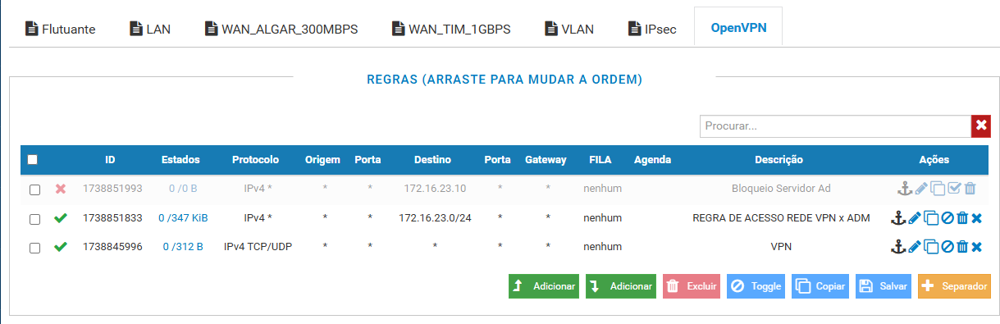 Flutuante LAN WAN_ALGAR_300MBPS WAN_TIM_1GBPS VLAN IPsec OpenVPN
REGRAS (ARRASTE PARA MUDAR A ORDEM)
Procurar...
ID Estados Protocolo Origem Porta Destino Porta Gateway FILA Agenda Descrição Ações
1738851993 0 /0 B IPv4 * * * 172.16.23.10 * * nenhum Bloqueio Servidor Ad
1738851833 0 /347 KiB IPv4 * * * 172.16.23.0/24 * * nenhum REGRA DE ACESSO REDE VPN x ADM
1738845996 0 /312 B IPv4 TCP/UDP * * * * * nenhum VPN
Adicionar Adicionar Excluir Toggle Copiar Salvar Separador